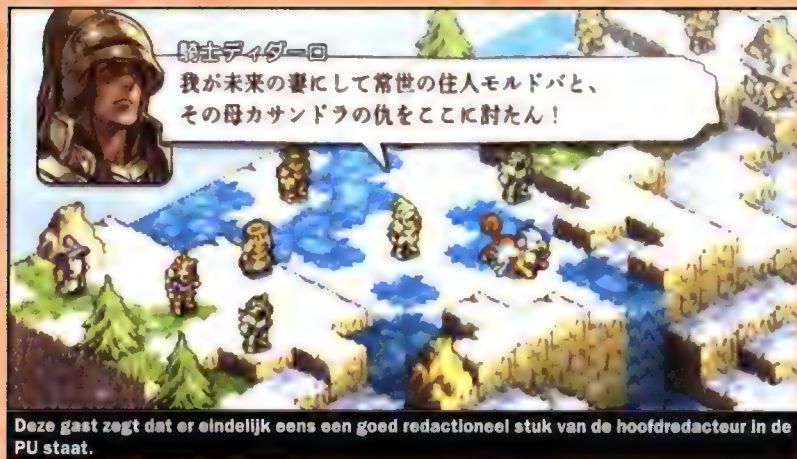 騎士ディダーロ
我が未来の妻にして常世の住人モルドバと、
その母カサンドラの仇をここに討たん！
Deze gast zegt dat er eindelijk eens een goed redactioneel stuk van de hoofdredacteur in de
PU staat.